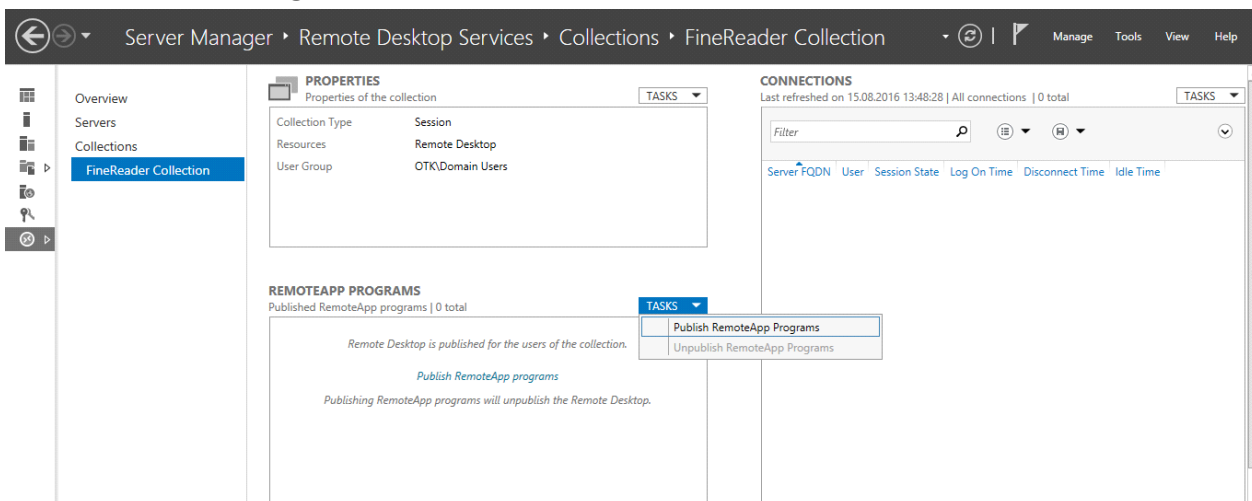 Server Manager ‣ Remote Desktop Services ‣ Collections ‣ FineReader Collection
Manage Tools View Help
Overview
Servers
Collections
FineReader Collection
PROPERTIES
Properties of the collection
TASKS
Collection Type Session
Resources Remote Desktop
User Group OTK\Domain Users
REMOTEAPP PROGRAMS
Published RemoteApp programs | 0 total
TASKS
Publish RemoteApp Programs
Unpublish RemoteApp Programs
Remote Desktop is published for the users of the collection.
Publish RemoteApp programs
Publishing RemoteApp programs will unpublish the Remote Desktop.
CONNECTIONS
Last refreshed on 15.08.2016 13:48:28 | All connections | 0 total
TASKS
Filter
Server FQDN User Session State Log On Time Disconnect Time Idle Time